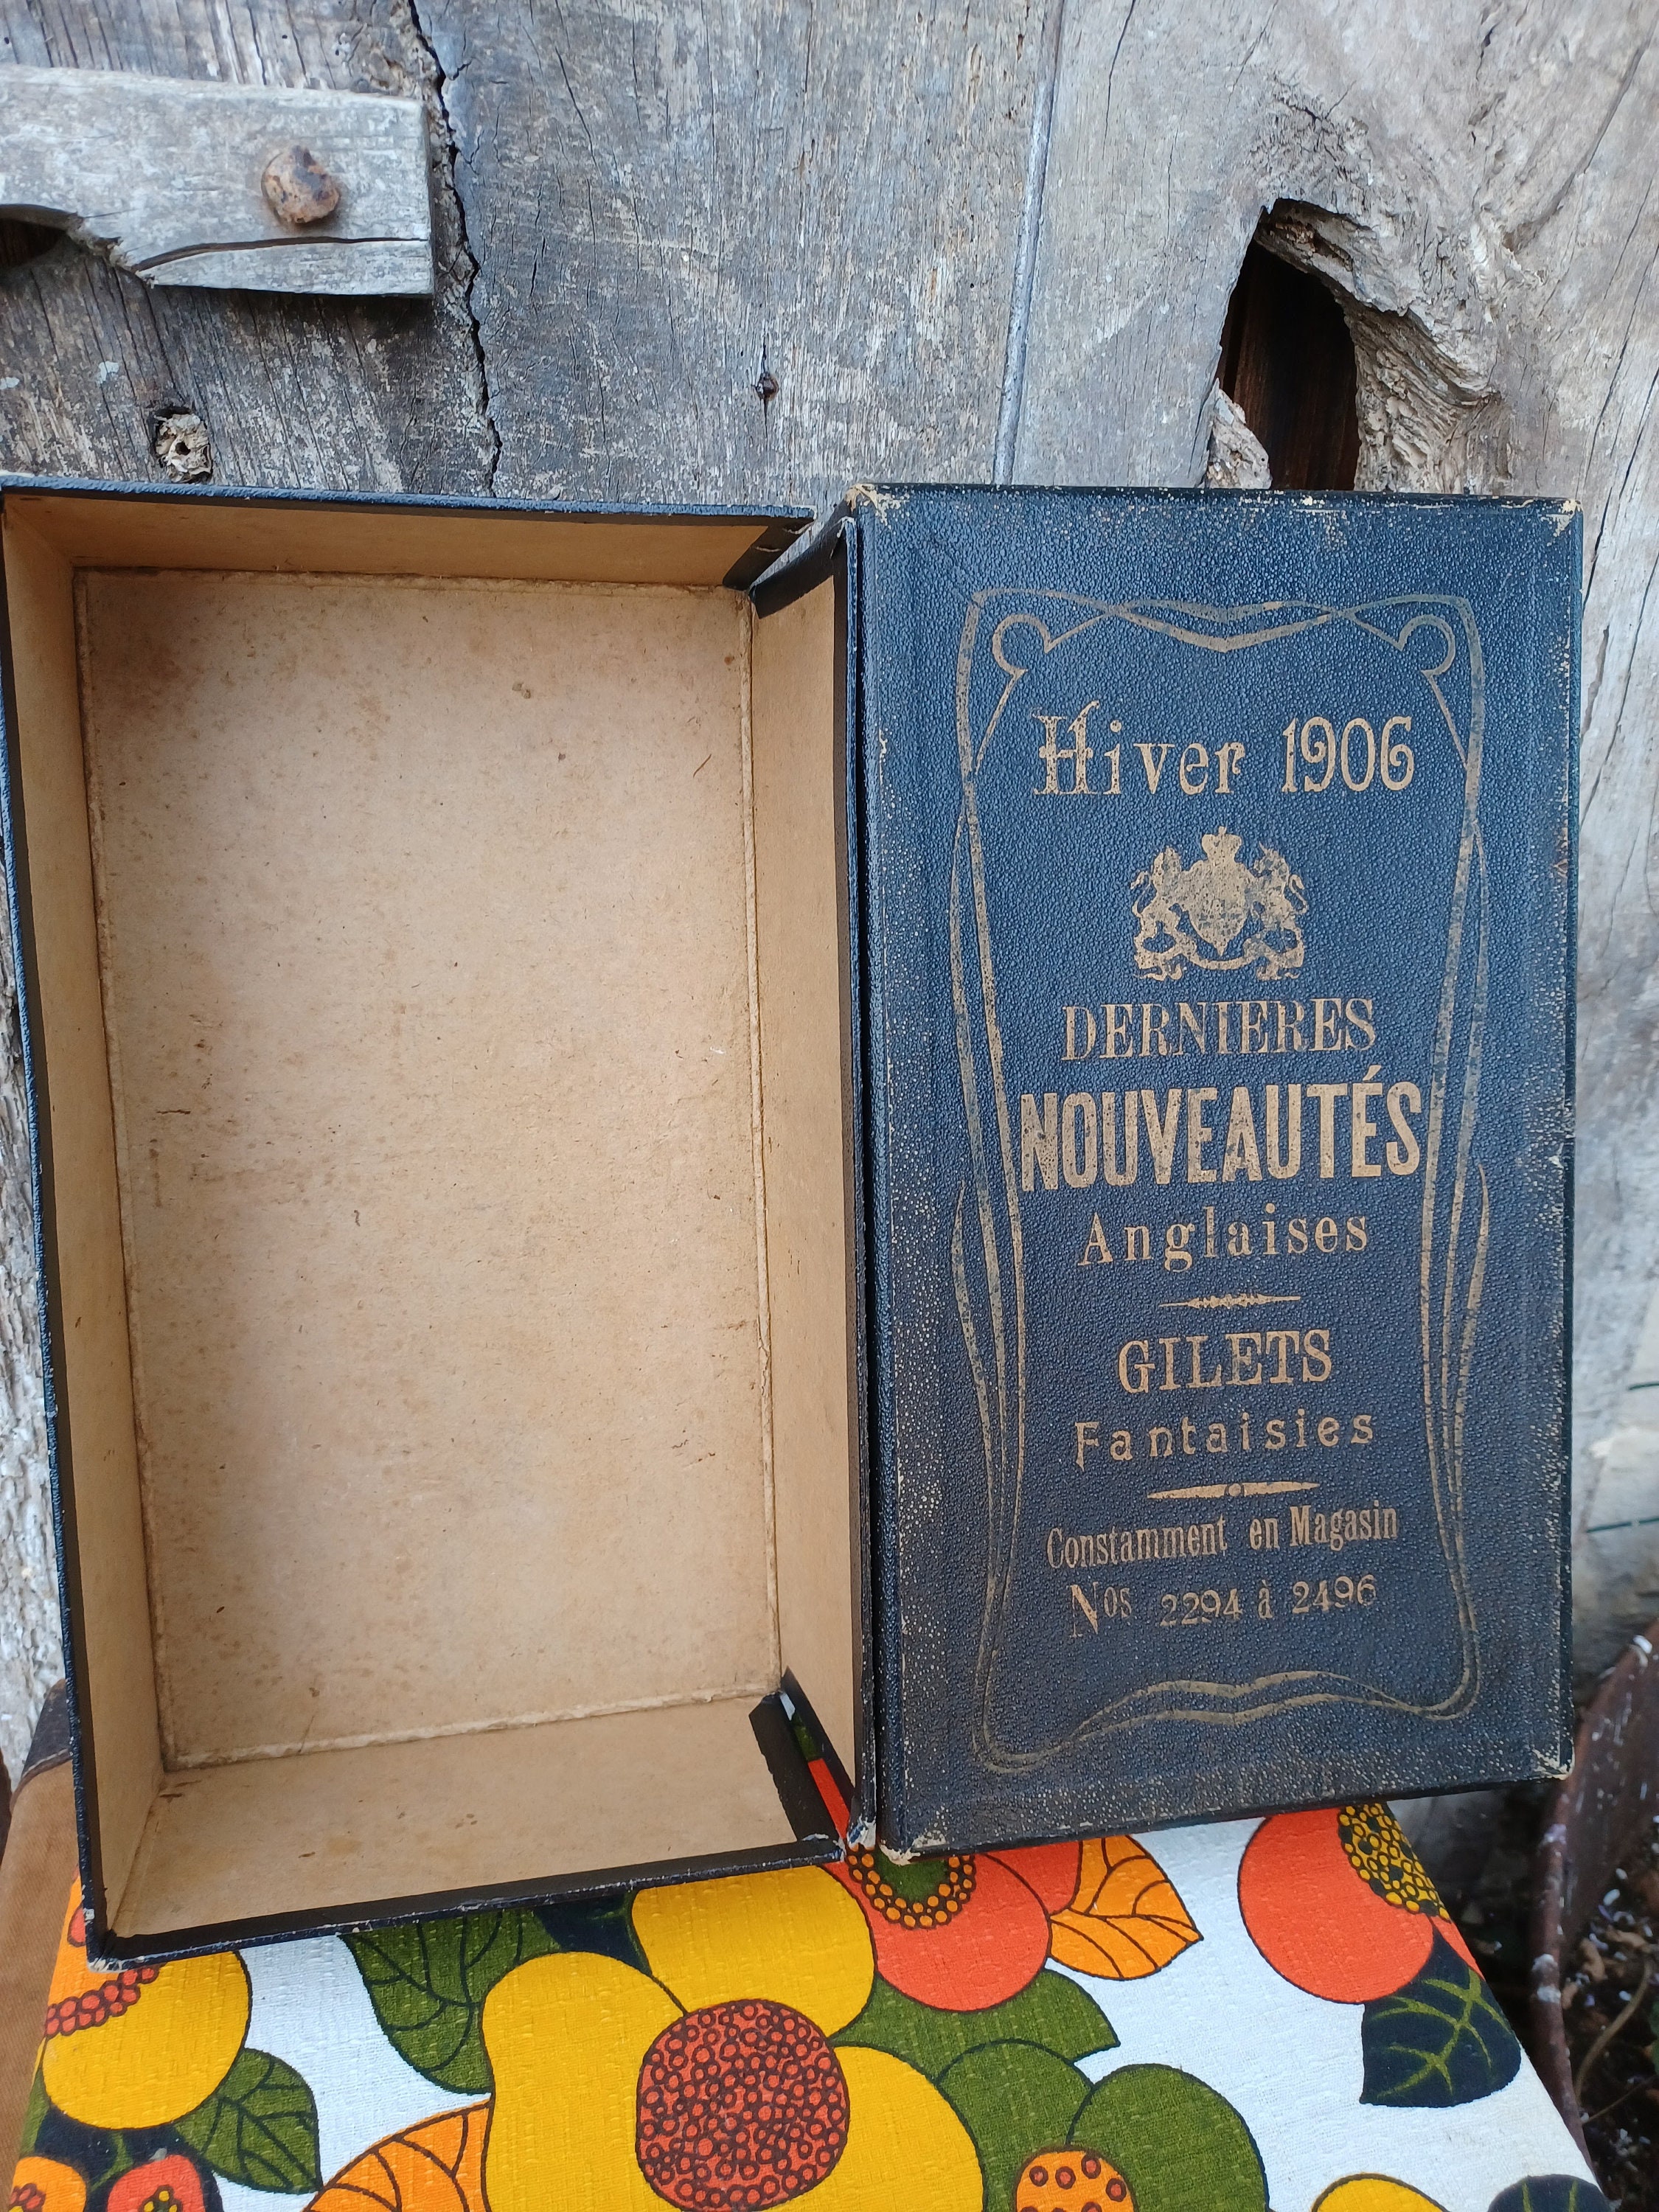 Hiver 1906
DERNIERES
NOUVEAUTÉS
Anglaises
GILETS
Fantaisies
Constamment en Magasin
Nos 2294 à 2496